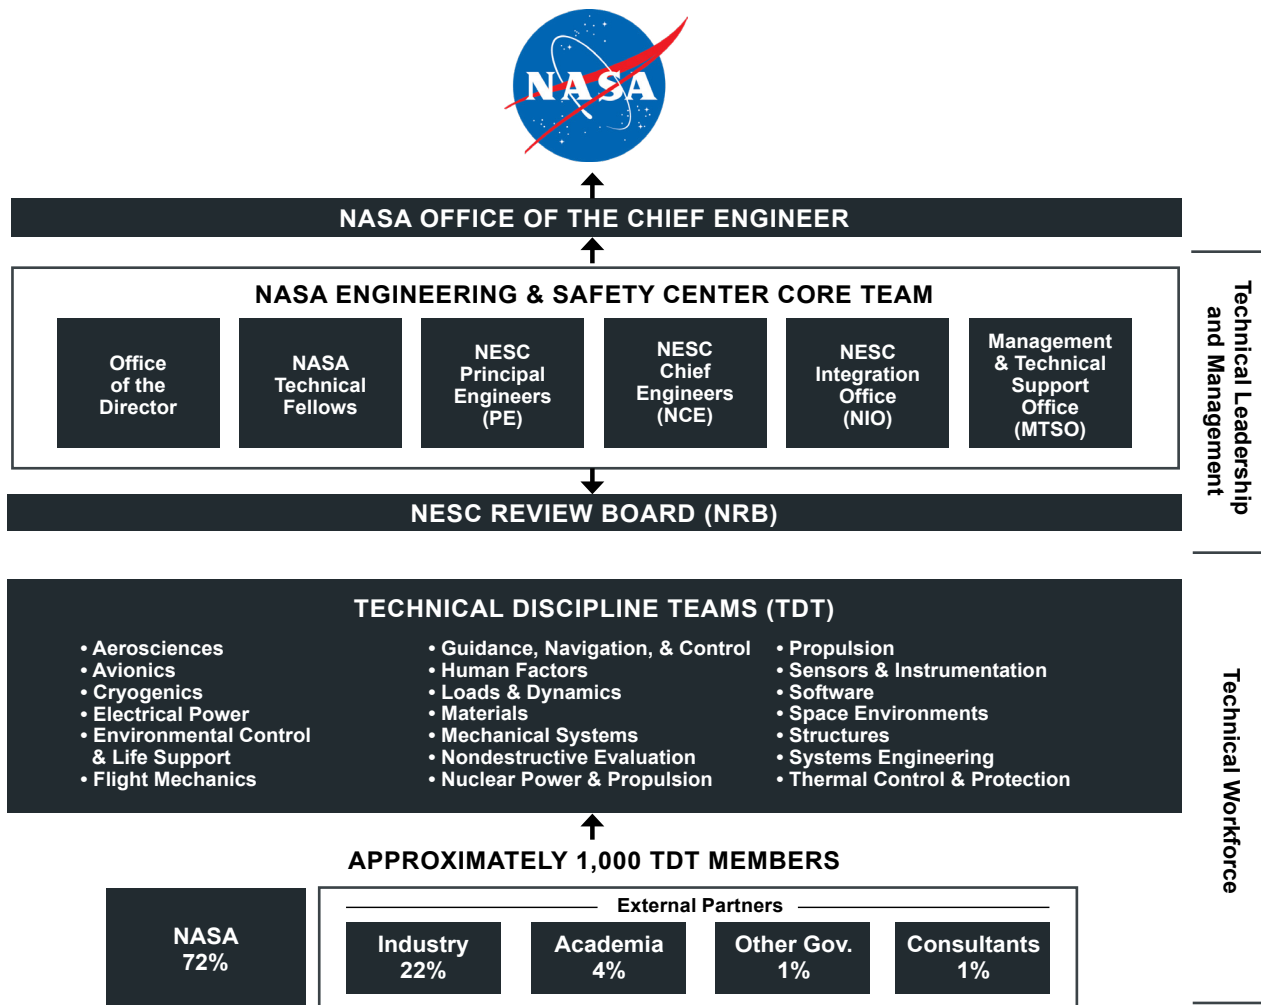 NASA
NASA OFFICE OF THE CHIEF ENGINEER
NASA ENGINEERING & SAFETY CENTER CORE TEAM
Office
of the
Director
NASA
Technical
Fellows
NESC
Principal
Engineers
(PE)
NESC
Chief
Engineers
(NCE)
NESC
Integration
Office
(NIO)
Management
& Technical
Support
Office
(MTSO)
NESC REVIEW BOARD (NRB)
Technical Leadership
and Management
TECHNICAL DISCIPLINE TEAMS (TDT)
• Aerosciences
• Avionics
• Cryogenics
• Electrical Power
• Environmental Control
& Life Support
• Flight Mechanics
• Guidance, Navigation, & Control
• Human Factors
• Loads & Dynamics
• Materials
• Mechanical Systems
• Nondestructive Evaluation
• Nuclear Power & Propulsion
• Propulsion
• Sensors & Instrumentation
• Software
• Space Environments
• Structures
• Systems Engineering
• Thermal Control & Protection
APPROXIMATELY 1,000 TDT MEMBERS
NASA
72%
External Partners
Industry
22%
Academia
4%
Other Gov.
1%
Consultants
1%
Technical Workforce